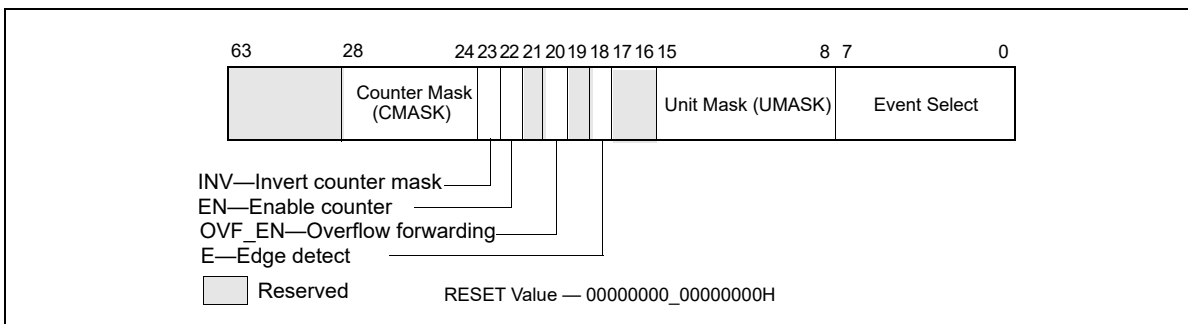 63 28 24 23 22 21 20 19 18 17 16 15 8 7 0
Counter Mask
(CMASK)
Unit Mask (UMASK)
Event Select
INV—Invert counter mask
EN—Enable counter
OVF_EN—Overflow forwarding
E—Edge detect
Reserved
RESET Value — 00000000_00000000H